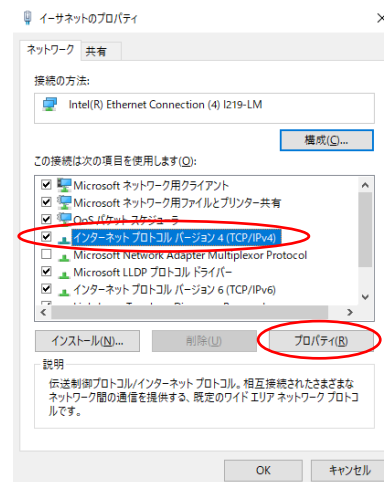 イーサネットのプロパティ
ネットワーク 共有
接続の方法:
Intel(R) Ethernet Connection (4) I219-LM
構成(C)...
この接続は次の項目を使用します(O):
Microsoft ネットワーク用クライアント
Microsoft ネットワーク用ファイルとプリンター共有
QoS パケット スケジューラ
インターネット プロトコル バージョン 4 (TCP/IPv4)
Microsoft Network Adapter Multiplexor Protocol
Microsoft LLDP プロトコル ドライバー
インターネット プロトコル バージョン 6 (TCP/IPv6)
インストール(N)... 削除(U) プロパティ(R)
説明
伝送制御プロトコル/インターネット プロトコル。相互接続されたさまざまな
ネットワーク間の通信を提供する、既定のワイド エリア ネットワーク プロトコ
ルです。
OK キャンセル